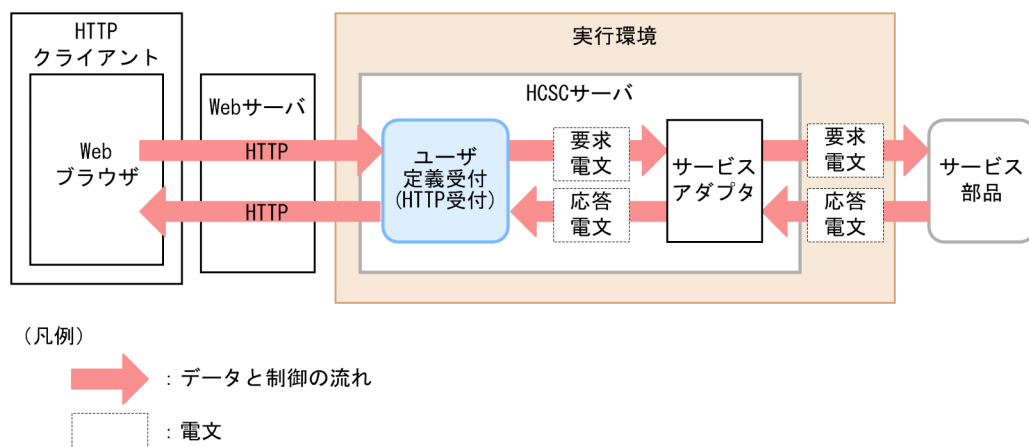 HTTP
クライアント
Web
ブラウザ
Webサーバ
HTTP
HTTP
実行環境
HCSCサーバ
ユーザ
定義受付
(HTTP受付)
要求
電文
応答
電文
サービス
アダプタ
要求
電文
応答
電文
サービス
部品
(凡例)
：データと制御の流れ
：電文